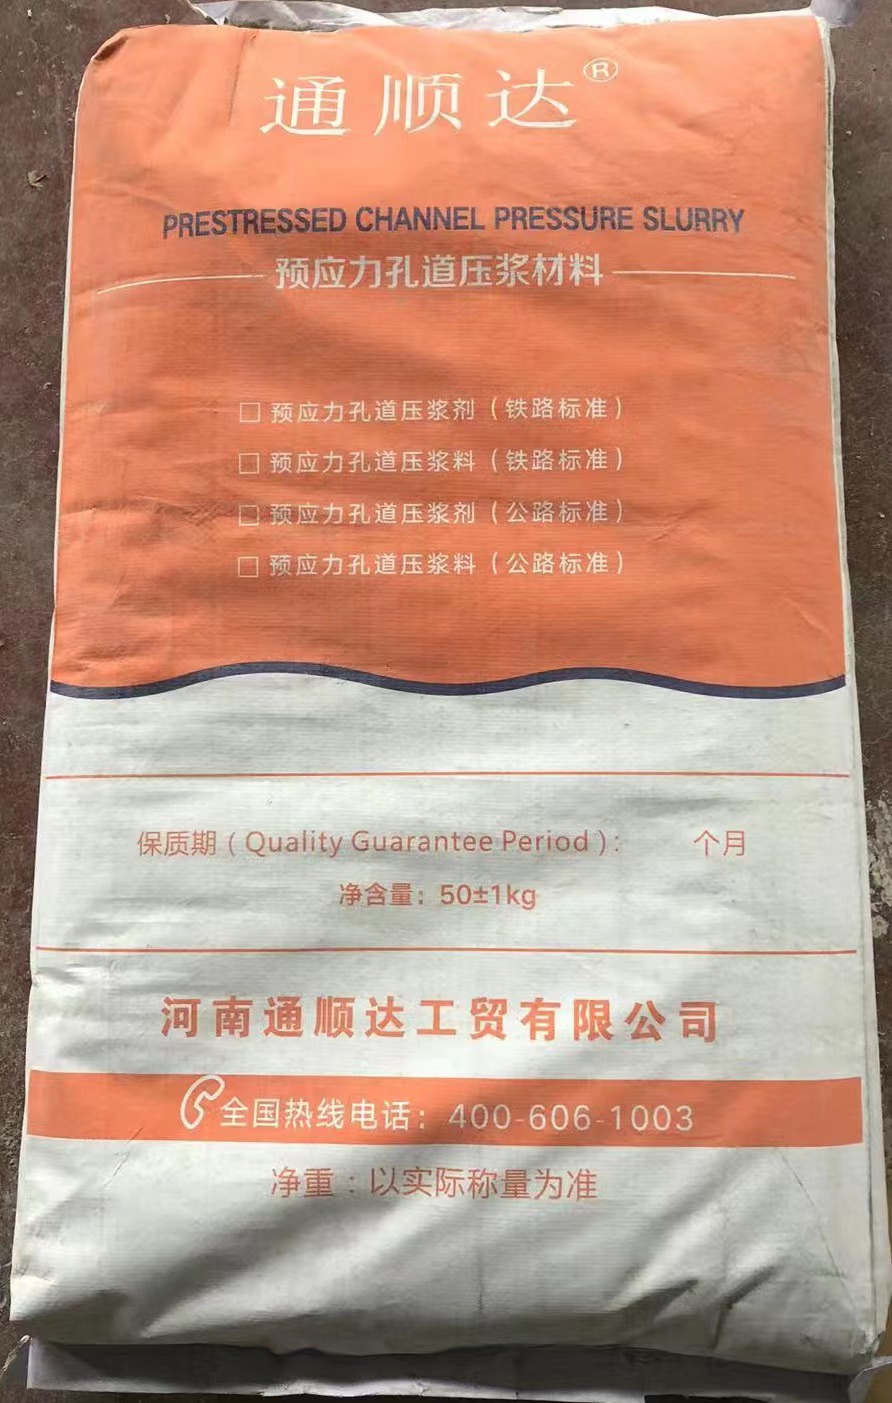 通顺达®
PRESTRESSED CHANNEL PRESSURE SLURRY
预应力孔道压浆材料
□ 预应力孔道压浆剂（铁路标准）
□ 预应力孔道压浆料（铁路标准）
□ 预应力孔道压浆剂（公路标准）
□ 预应力孔道压浆料（公路标准）
保质期（Quality Guarantee Period）： 个月
净含量：50±1kg
河南通顺达工贸有限公司
全国热线电话：400-606-1003
净重：以实际称量为准